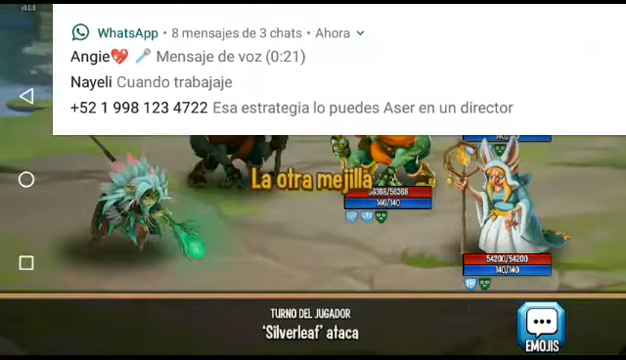 WhatsApp • 8 mensajes de 3 chats • Ahora
Angie💖 🎤 Mensaje de voz (0:21)
Nayeli Cuando trabajaje
+52 1 998 123 4722 Esa estrategia lo puedes Aser en un director
La otra mejilla
140/140
140/140
54200/54200
140/140
TURNO DEL JUGADOR
'Silverleaf' ataca
EMOJIS